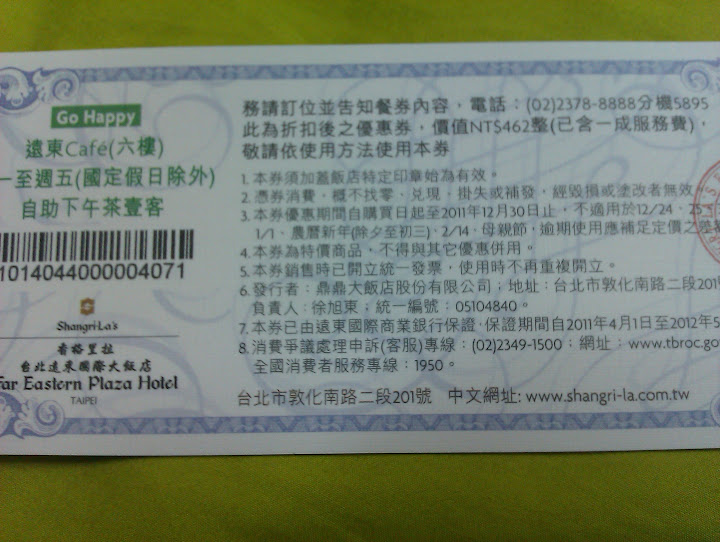 Go Happy
遠東Café(六樓)
一至週五(國定假日除外)
自助下午茶壹客
1014044000004071
Shangri-La's
香格里拉
台北遠東國際大飯店
Far Eastern Plaza Hotel
TAIPEI
務請訂位並告知餐券內容，電話：(02)2378-8888分機5895
此為折扣後之優惠券，價值NT$462整(已含一成服務費)，
敬請依使用方法使用本券
1. 本券須加蓋飯店特定印章始為有效。
2. 憑券消費，概不找零、兌現，掛失或補發，經毀損或塗改者無效
3. 本券優惠期間自購買日起至2011年12月30日止，不適用於12/24、25、
1/1、農曆新年(除夕至初三)、2/14、母親節，逾期使用應補足定價之差
4. 本券為特價商品，不得與其它優惠併用。
5. 本券銷售時已開立統一發票，使用時不再重複開立。
6. 發行者：鼎鼎大飯店股份有限公司；地址：台北市敦化南路二段201
負責人：徐旭東；統一編號：05104840。
7. 本券已由遠東國際商業銀行保證，保證期間自2011年4月1日至2012年5
8. 消費爭議處理申訴(客服)專線：(02)2349-1500；網址：www.tbroc.go
全國消費者服務專線：1950。
台北市敦化南路二段201號 中文網址: www.shangri-la.com.tw